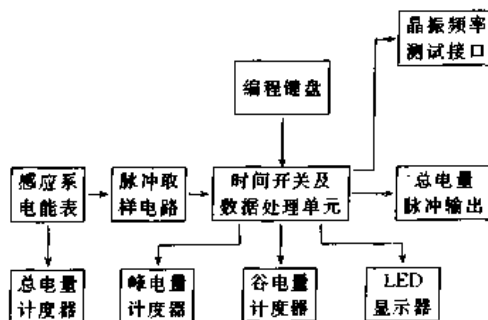 晶振频率
测试接口
编程键盘
感应系
电能表
脉冲取
样电路
时间开关及
数据处理单元
总电量
脉冲输出
总电量
计度器
峰电量
计度器
谷电量
计度器
LED
显示器